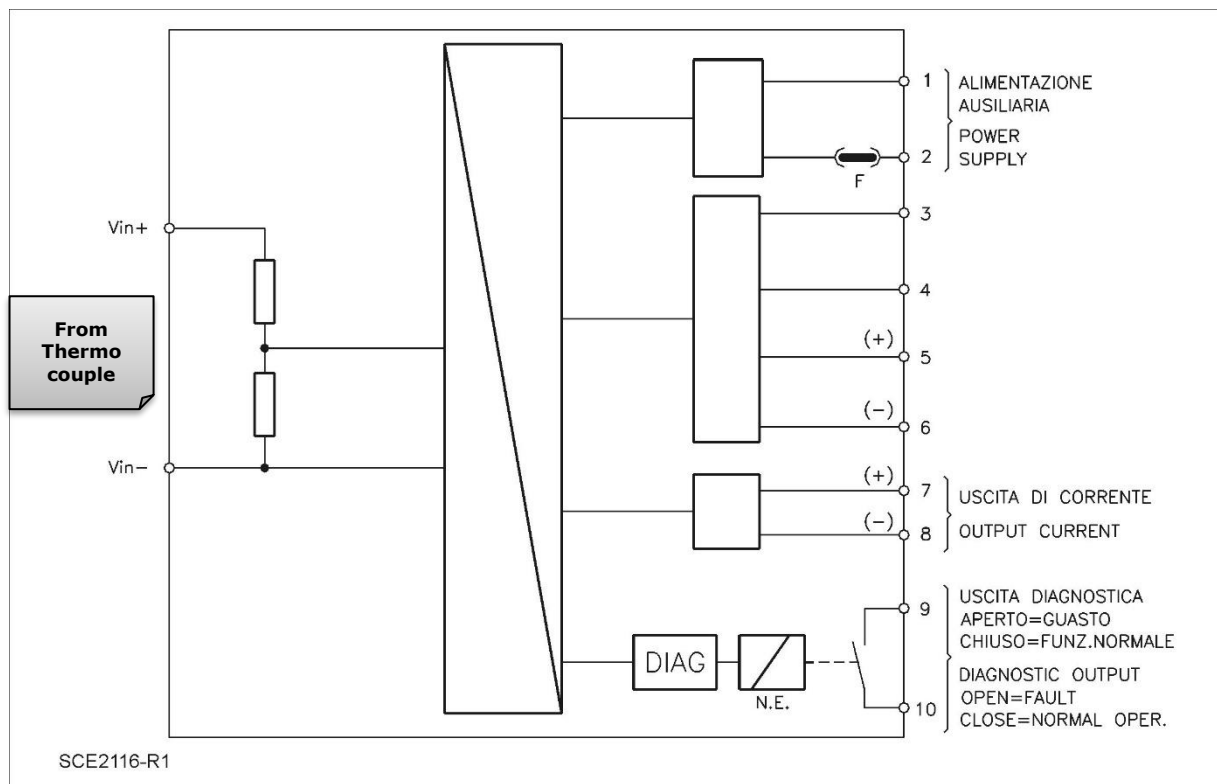 Vin+
From
Thermo
couple
Vin-
1
ALIMENTAZIONE
AUSILIARIA
POWER
SUPPLY
2
F
3
4
(+)
5
(-)
6
(+)
7
(-)
8
USCITA DI CORRENTE
OUTPUT CURRENT
DIAG
N.E.
9
10
USCITA DIAGNOSTICA
APERTO=GUASTO
CHIUSO=FUNZ.NORMALE
DIAGNOSTIC OUTPUT
OPEN=FAULT
CLOSE=NORMAL OPER.
SCE2116-R1